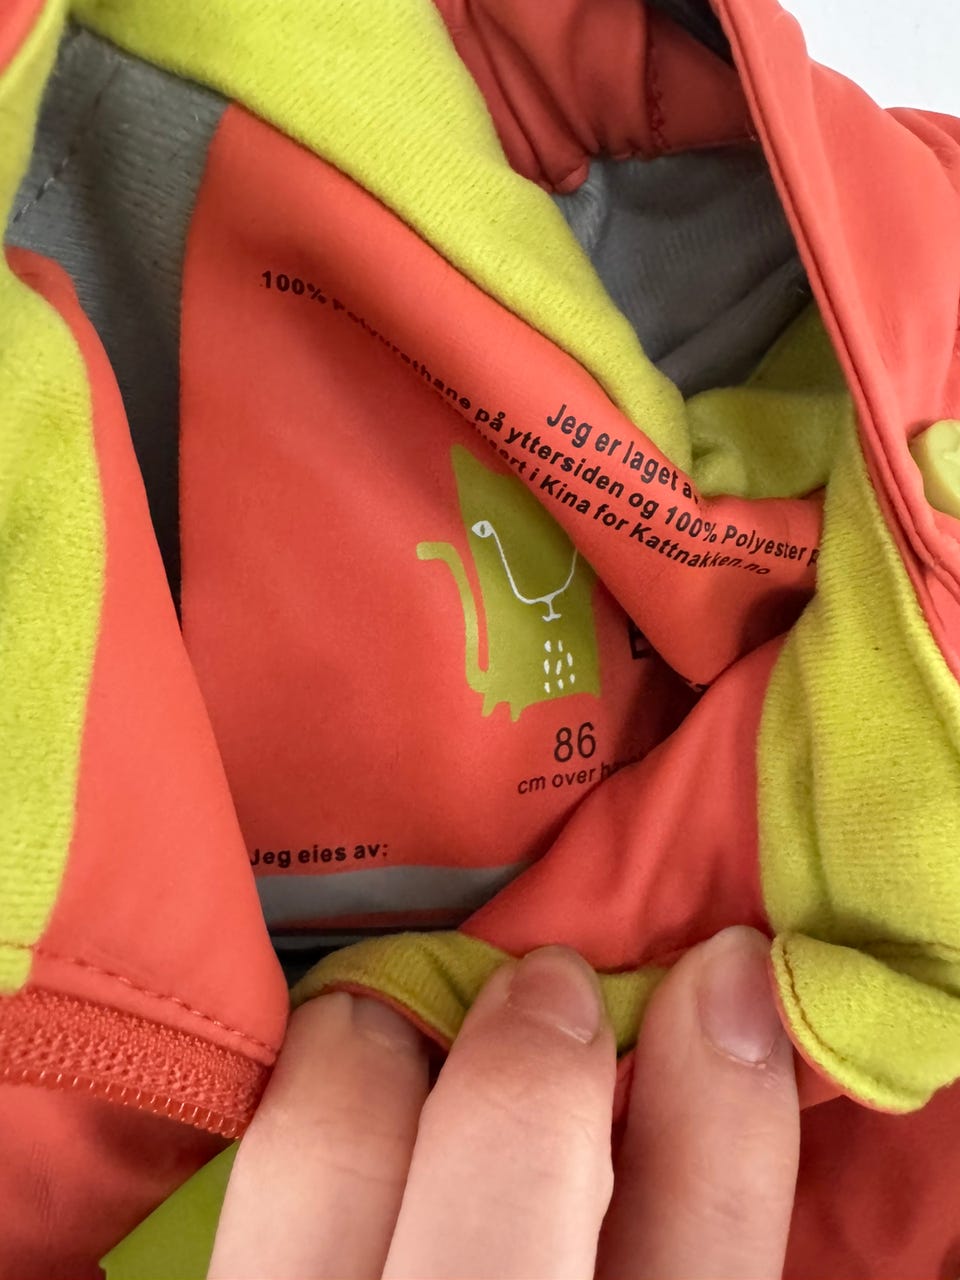 Jeg er laget
100% Polyurethane på yttersiden og 100% Polyester
i Kina for Kattnakken.no
86
cm over
Jeg eies av: